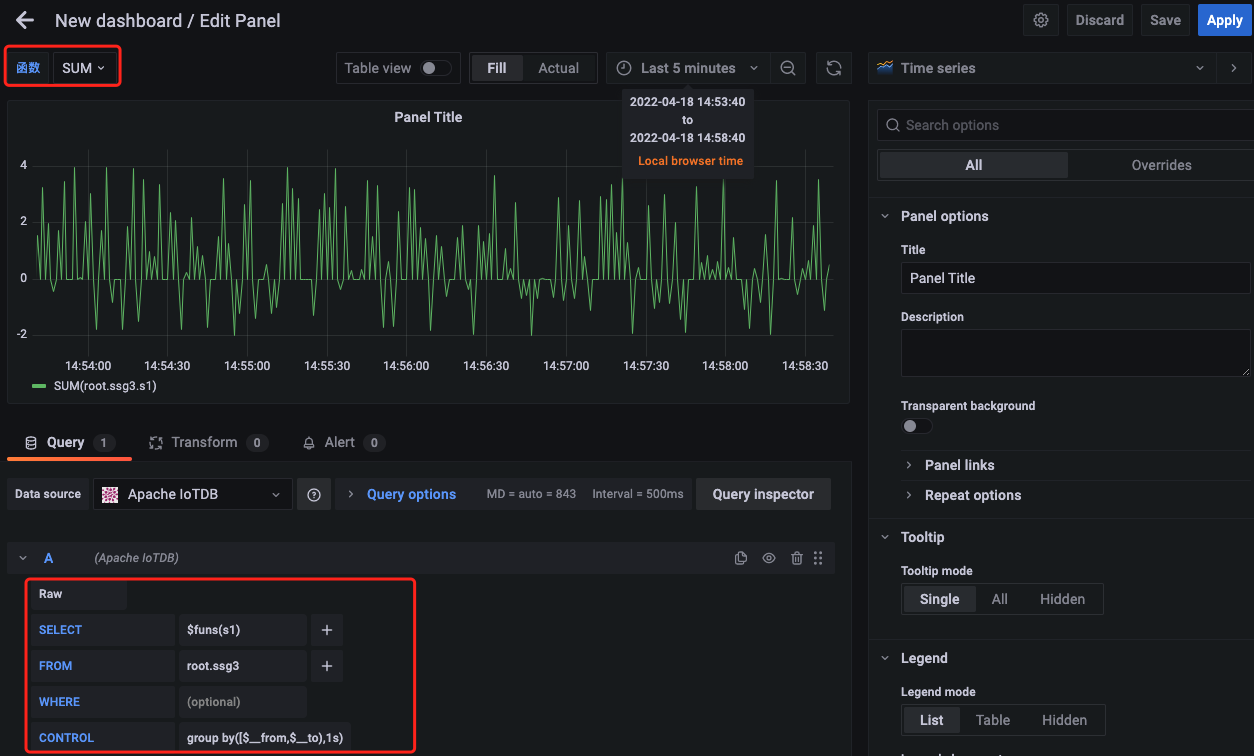 New dashboard / Edit Panel
Discard
Save
Apply
函数
SUM
Table view
Fill
Actual
Last 5 minutes
Time series
2022-04-18 14:53:40
to
2022-04-18 14:58:40
Local browser time
Panel Title
4
2
0
-2
14:54:00
14:54:30
14:55:00
14:55:30
14:56:00
14:56:30
14:57:00
14:57:30
14:58:00
14:58:30
SUM(root.ssg3.s1)
Query 1
Transform 0
Alert 0
Data source
Apache IoTDB
Query options
MD = auto = 843
Interval = 500ms
Query inspector
A
(Apache IoTDB)
Raw
SELECT
$funs(s1)
+
FROM
root.ssg3
+
WHERE
(optional)
CONTROL
group by([$__from,$__to),1s)
Search options
All
Overrides
Panel options
Title
Panel Title
Description
Transparent background
Panel links
Repeat options
Tooltip
Tooltip mode
Single
All
Hidden
Legend
Legend mode
List
Table
Hidden